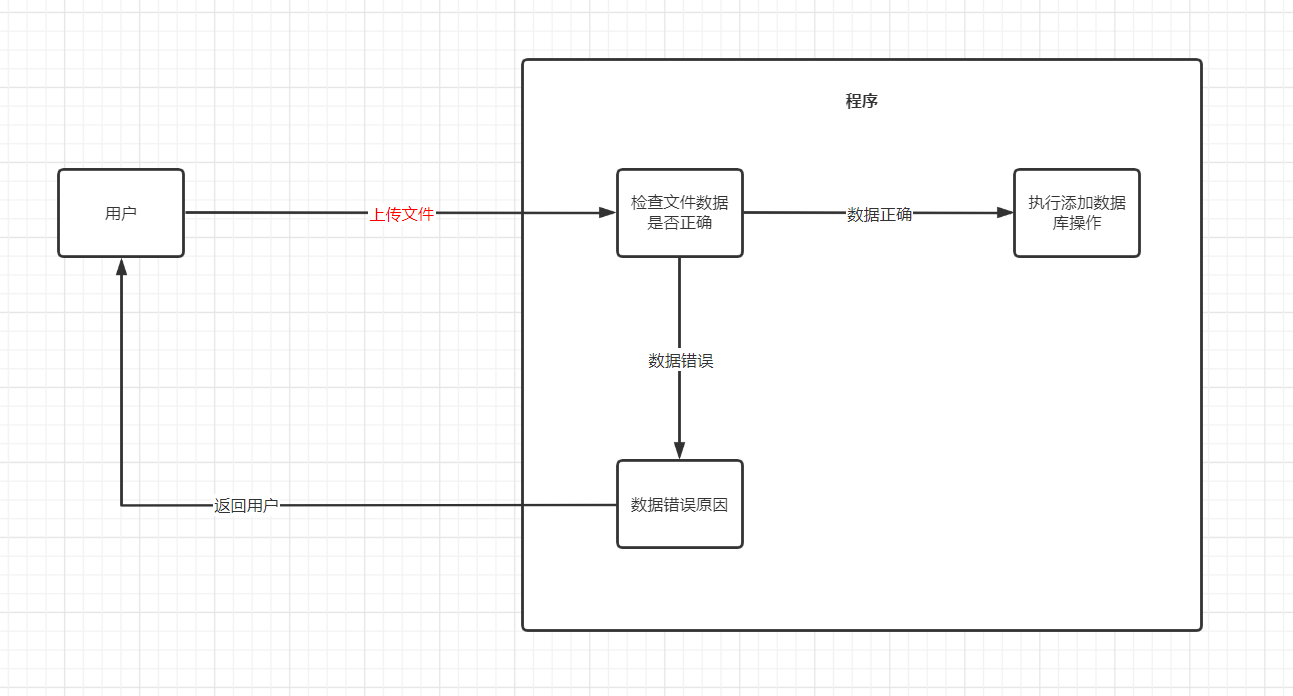 程序
用户
上传文件
检查文件数据
是否正确
数据正确
执行添加数据
库操作
数据错误
返回用户
数据错误原因